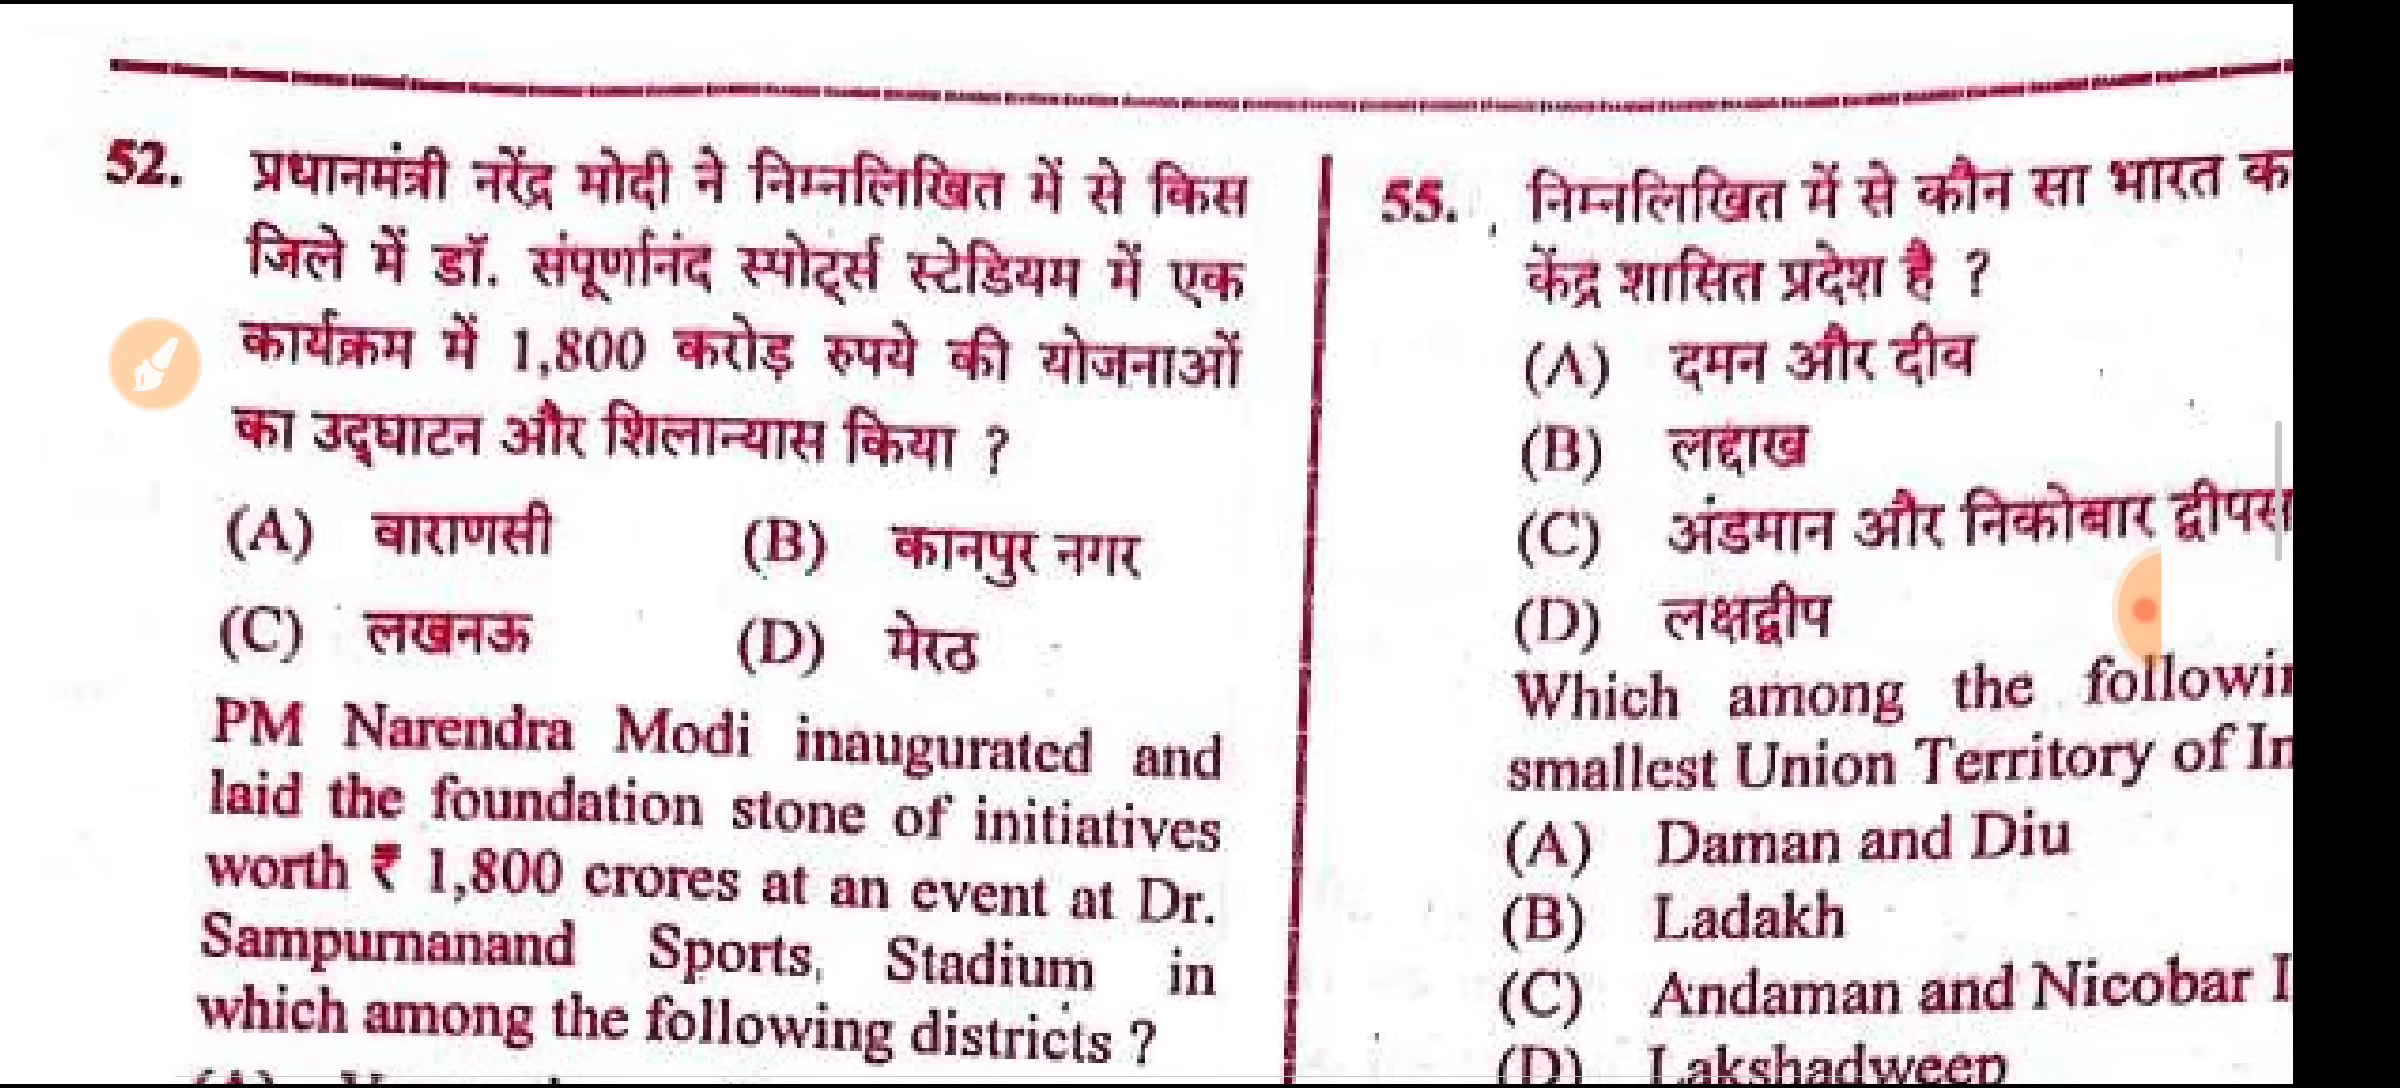 52. प्रधानमंत्री नरेंद्र मोदी ने निम्नलिखित में से किस
जिले में डॉ. संपूर्णानंद स्पोर्ट्स स्टेडियम में एक
कार्यक्रम में 1,800 करोड़ रुपये की योजनाओं
का उद्घाटन और शिलान्यास किया ?
(A) वाराणसी (B) कानपुर नगर
(C) लखनऊ (D) मेरठ
PM Narendra Modi inaugurated and
laid the foundation stone of initiatives
worth ₹ 1,800 crores at an event at Dr.
Sampurnanand Sports, Stadium in
which among the following districts ?
55. निम्नलिखित में से कौन सा भारत
केंद्र शासित प्रदेश है ?
(A) दमन और दीव
(B) लद्दाख
(C) अंडमान और निकोबार
(D) लक्षद्वीप
Which among the
smallest Union Territory of
(A) Daman and Diu
(B) Ladakh
(C) Andaman and Nicobar
(D) Lakshadweep